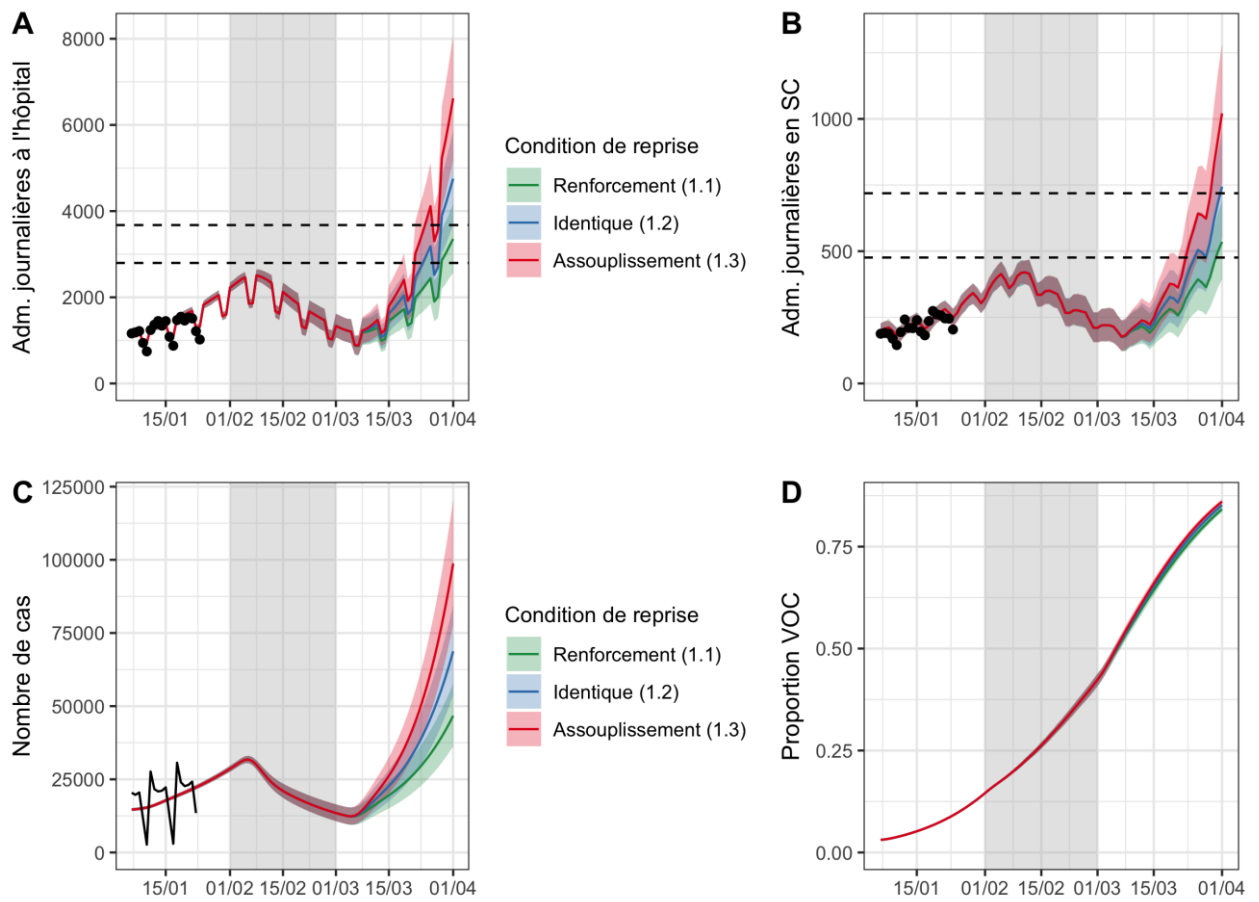 A
Adm. journalières à l'hôpital
8000
6000
4000
2000
0
15/01 01/02 15/02 01/03 15/03 01/04
Condition de reprise
Renforcement (1.1)
Identique (1.2)
Assouplissement (1.3)
B
Adm. journalières en SC
1000
500
0
15/01 01/02 15/02 01/03 15/03 01/04
C
Nombre de cas
125000
100000
75000
50000
25000
0
15/01 01/02 15/02 01/03 15/03 01/04
Condition de reprise
Renforcement (1.1)
Identique (1.2)
Assouplissement (1.3)
D
Proportion VOC
0.75
0.50
0.25
0.00
15/01 01/02 15/02 01/03 15/03 01/04